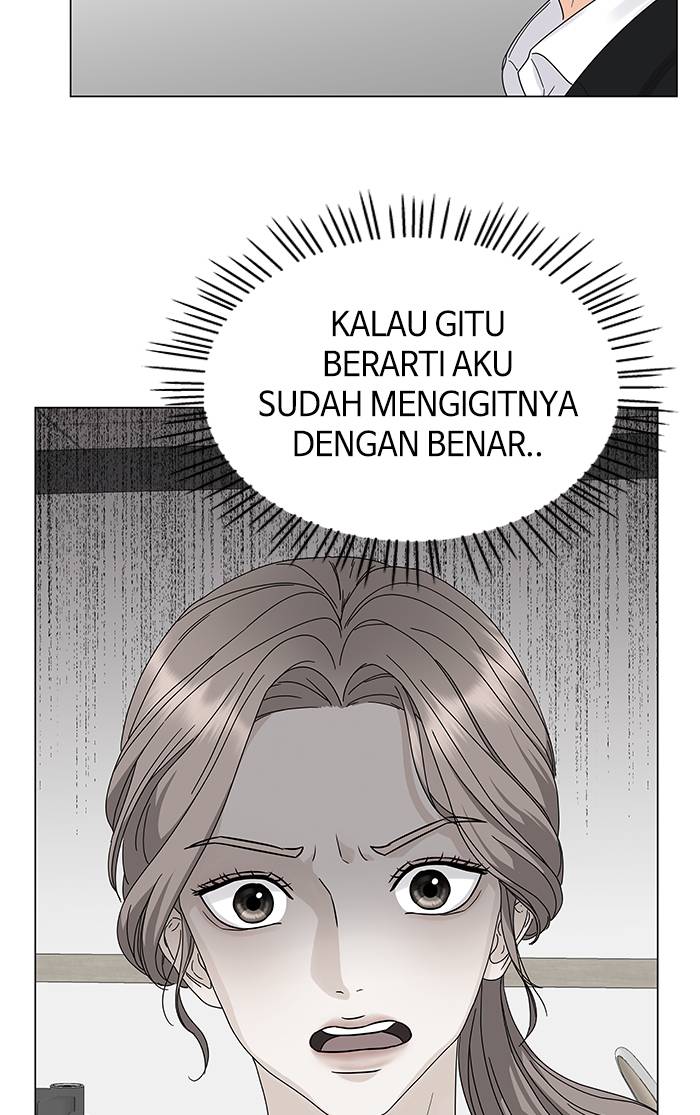 KALAU GITU
BERARTI AKU
SUDAH MENGIGITNYA
DENGAN BENAR..